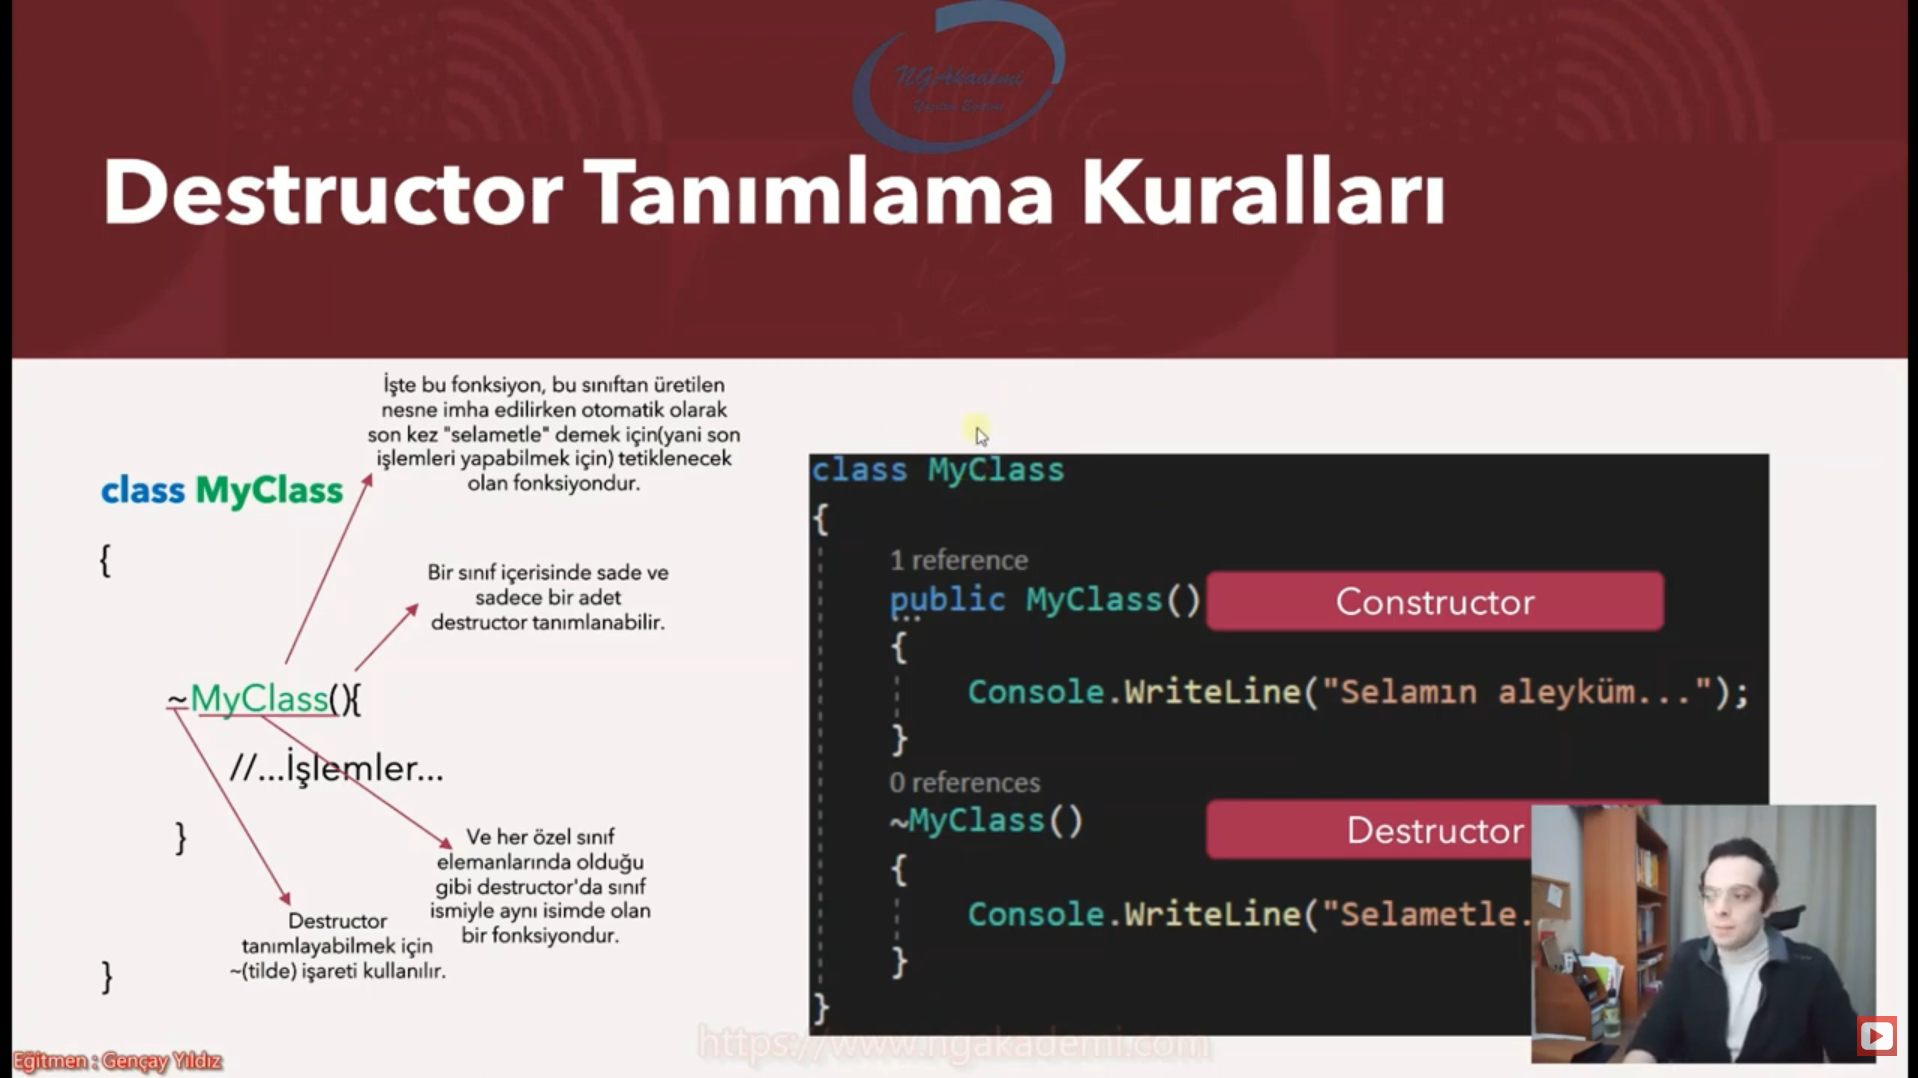 NGAkademi
Destructor Tanımlama Kuralları
İşte bu fonksiyon, bu sınıftan üretilen
nesne imha edilirken otomatik olarak
son kez "selametle" demek için(yani son
işlemleri yapabilmek için) tetiklenecek
olan fonksiyondur.
class MyClass
{
Bir sınıf içerisinde sade ve
sadece bir adet
destructor tanımlanabilir.
~MyClass(){
//...İşlemler...
}
Ve her özel sınıf
elemanlarında olduğu
gibi destructor'da sınıf
ismiyle aynı isimde olan
bir fonksiyondur.
Destructor
tanımlayabilmek için
~(tilde) işareti kullanılır.
}
class MyClass
{
1 reference
public MyClass()
Constructor
{
Console.WriteLine("Selamın aleyküm...");
}
0 references
~MyClass()
Destructor
{
Console.WriteLine("Selametle.
}
}
https://www.ngakademi.com
Eğitmen : Gençay Yıldız